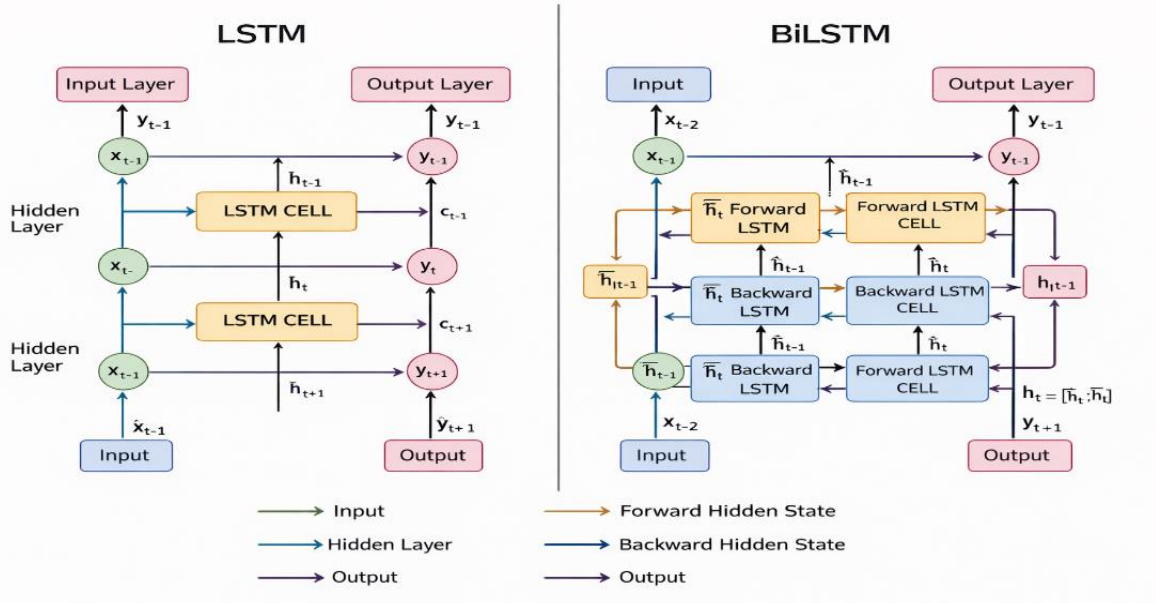 LSTM
Input Layer
Output Layer
y t-1
y t-1
x t-1
y t-1
h̄ t-1
Hidden
Layer
LSTM CELL
c t-1
x t-
y t
h̄ t
LSTM CELL
c t+1
Hidden
Layer
x t-1
y t+1
h̄ t+1
x̂ t-1
ŷ t+1
Input
Output
BiLSTM
Input
Output Layer
x t-2
y t-1
x t-1
y t-1
ĥ t-1
h̄ t Forward
LSTM
Forward LSTM
CELL
ĥ t-1
ĥ t
h̄ It-1
h̄ t Backward
LSTM
Backward LSTM
CELL
h It-1
ĥ t-1
ĥ t
h̄ t-1
h̄ t Backward
LSTM
Forward LSTM
CELL
h t = [h̄ t ; h̄ t]
x t-2
y t+1
Input
Output
Input
Forward Hidden State
Hidden Layer
Backward Hidden State
Output
Output